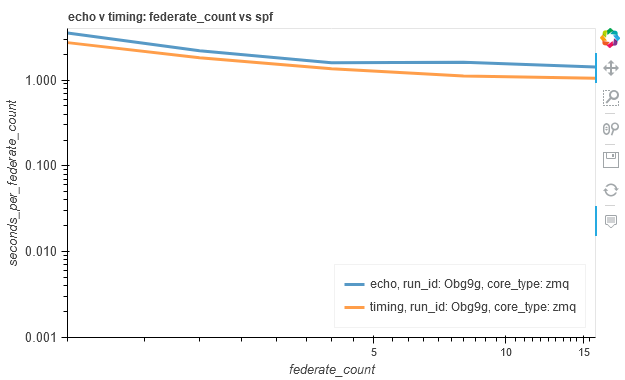 echo v timing: federate_count vs spf
1.000
0.100
0.010
0.001
seconds_per_federate_count
echo, run_id: Obg9g, core_type: zmq
timing, run_id: Obg9g, core_type: zmq
5
10
15
federate_count